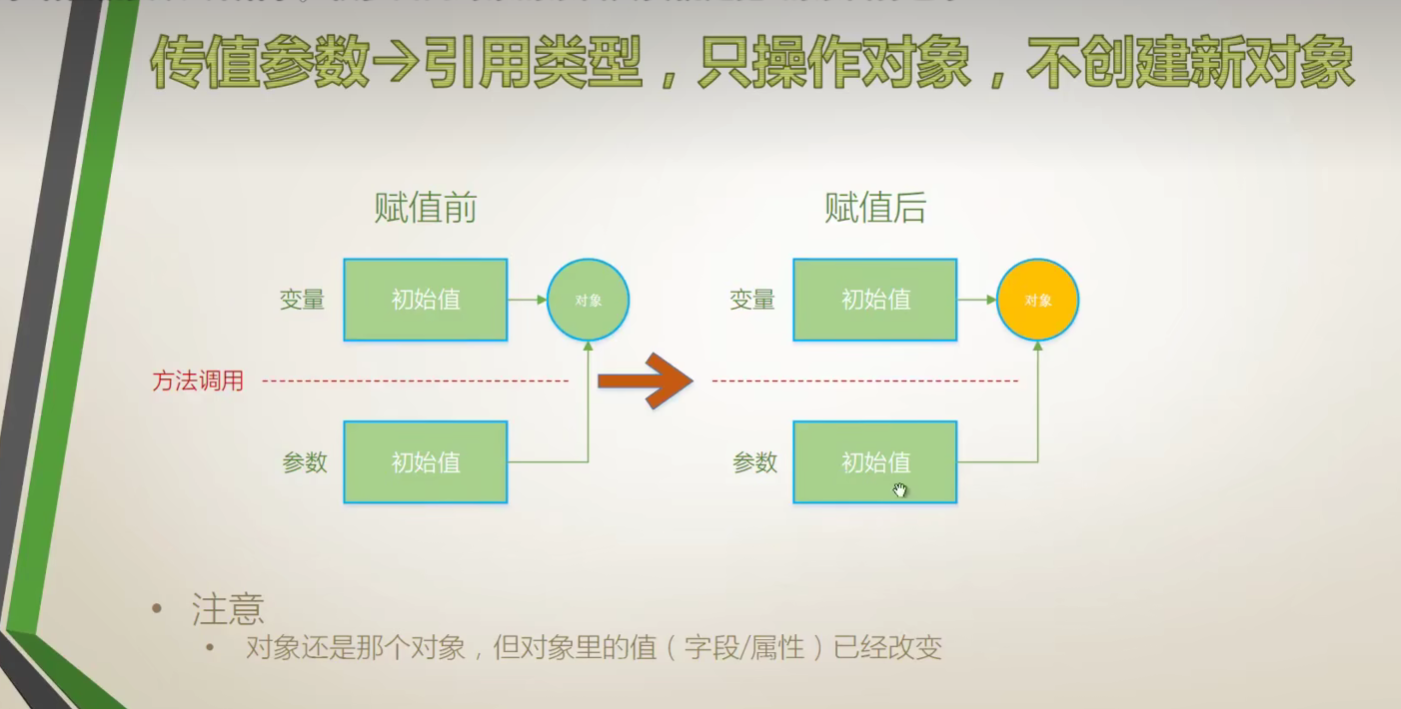 传值参数→引用类型，只操作对象，不创建新对象
赋值前
赋值后
变量
初始值
对象
变量
初始值
对象
方法调用
参数
初始值
参数
初始值
• 注意
• 对象还是那个对象，但对象里的值（字段/属性）已经改变